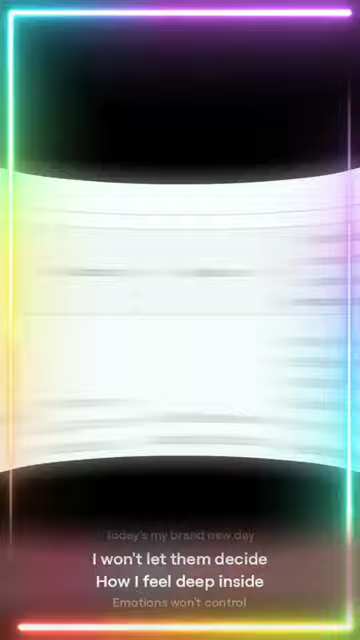 Today's my brand new day
I won't let them decide
How I feel deep inside
Emotions won't control